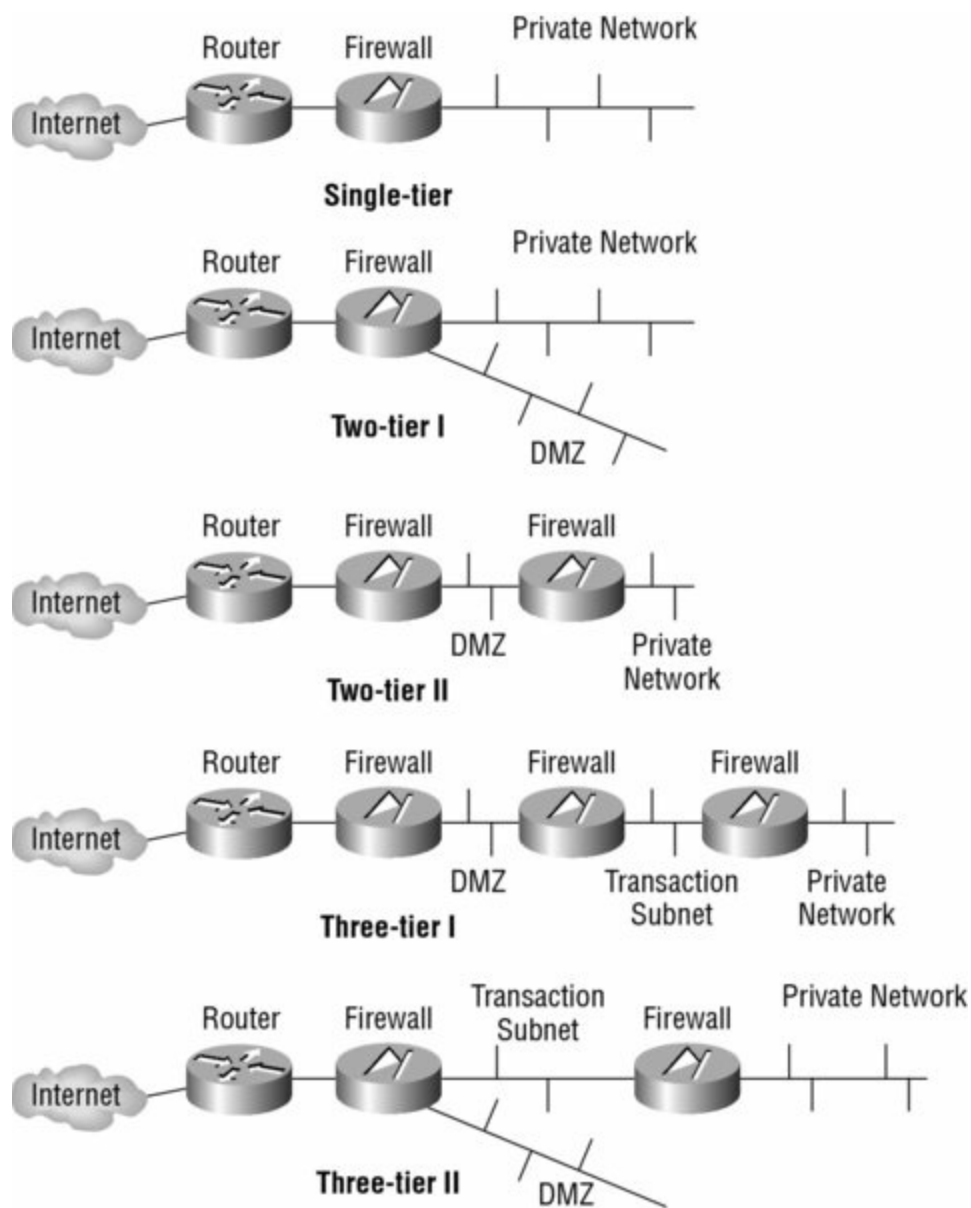 Private Network
Router Firewall
Internet
Single-tier
Private Network
Router Firewall
Internet
Two-tier I
DMZ
Router Firewall Firewall
Internet
DMZ Private
Network
Two-tier II
Router Firewall Firewall Firewall
Internet
DMZ Transaction Private
Subnet Network
Three-tier I
Transaction Private Network
Router Firewall Subnet Firewall
Internet
Three-tier II DMZ